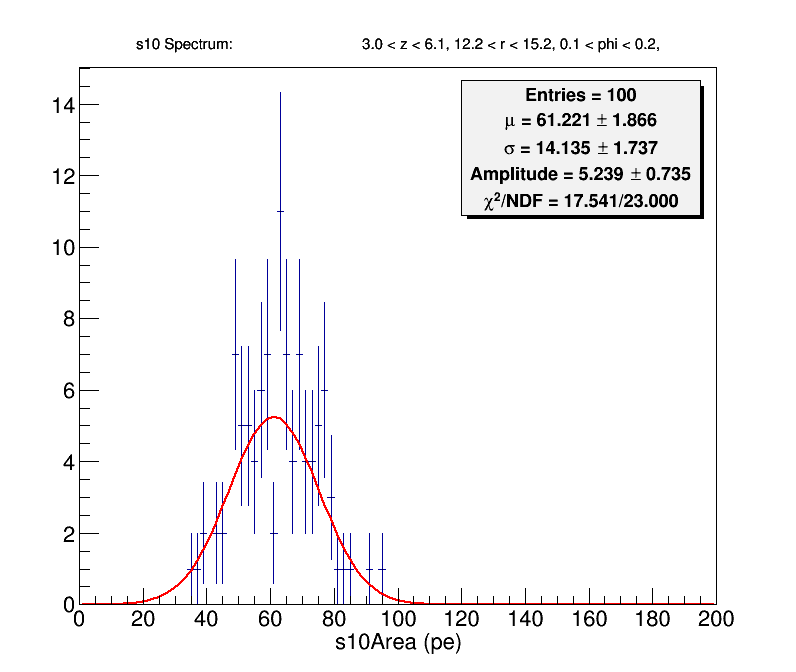 s10 Spectrum: 3.0 < z < 6.1, 12.2 < r < 15.2, 0.1 < phi < 0.2,
Entries = 100
μ = 61.221 ± 1.866
σ = 14.135 ± 1.737
Amplitude = 5.239 ± 0.735
χ²/NDF = 17.541/23.000
14
12
10
8
6
4
2
0
0 20 40 60 80 100 120 140 160 180 200
s10Area (pe)